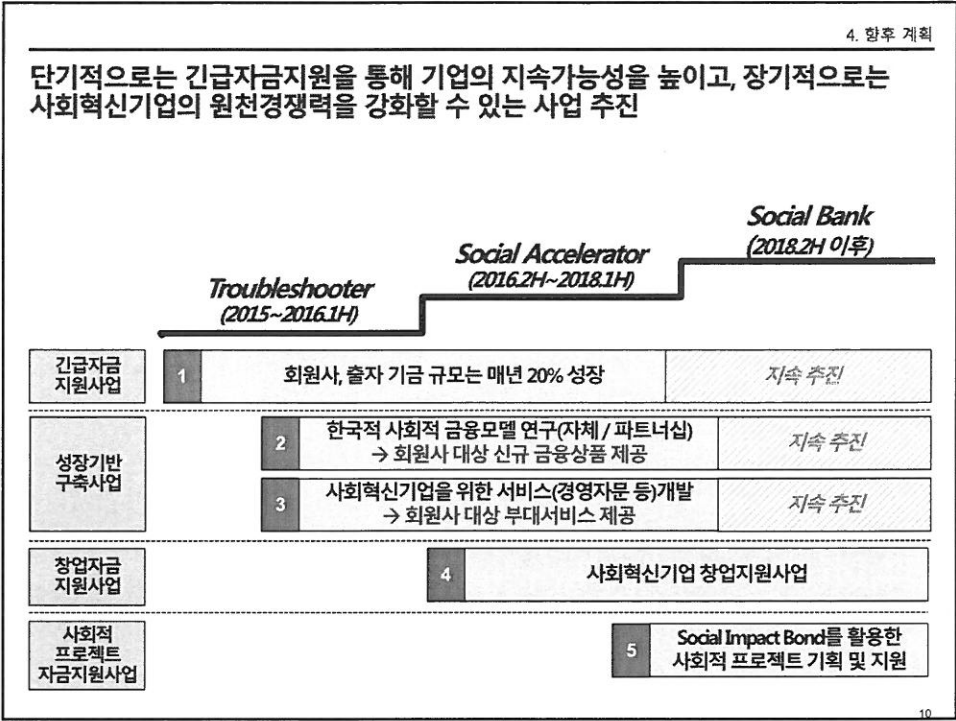 4. 향후 계획
단기적으로는 긴급자금지원을 통해 기업의 지속가능성을 높이고, 장기적으로는
사회혁신기업의 원천경쟁력을 강화할 수 있는 사업 추진
Social Bank
(2018.2H 이후)
Social Accelerator
(2016.2H~2018.1H)
Troubleshooter
(2015~2016.1H)
긴급자금
지원사업
1
회원사, 출자 기금 규모는 매년 20% 성장
지속 추진
성장기반
구축사업
2
한국적 사회적 금융모델 연구(자체 / 파트너십)
→ 회원사 대상 신규 금융상품 제공
지속 추진
3
사회혁신기업을 위한 서비스(경영자문 등)개발
→ 회원사 대상 부대서비스 제공
지속 추진
창업자금
지원사업
4
사회혁신기업 창업지원사업
사회적
프로젝트
자금지원사업
5
Social Impact Bond를 활용한
사회적 프로젝트 기획 및 지원
10